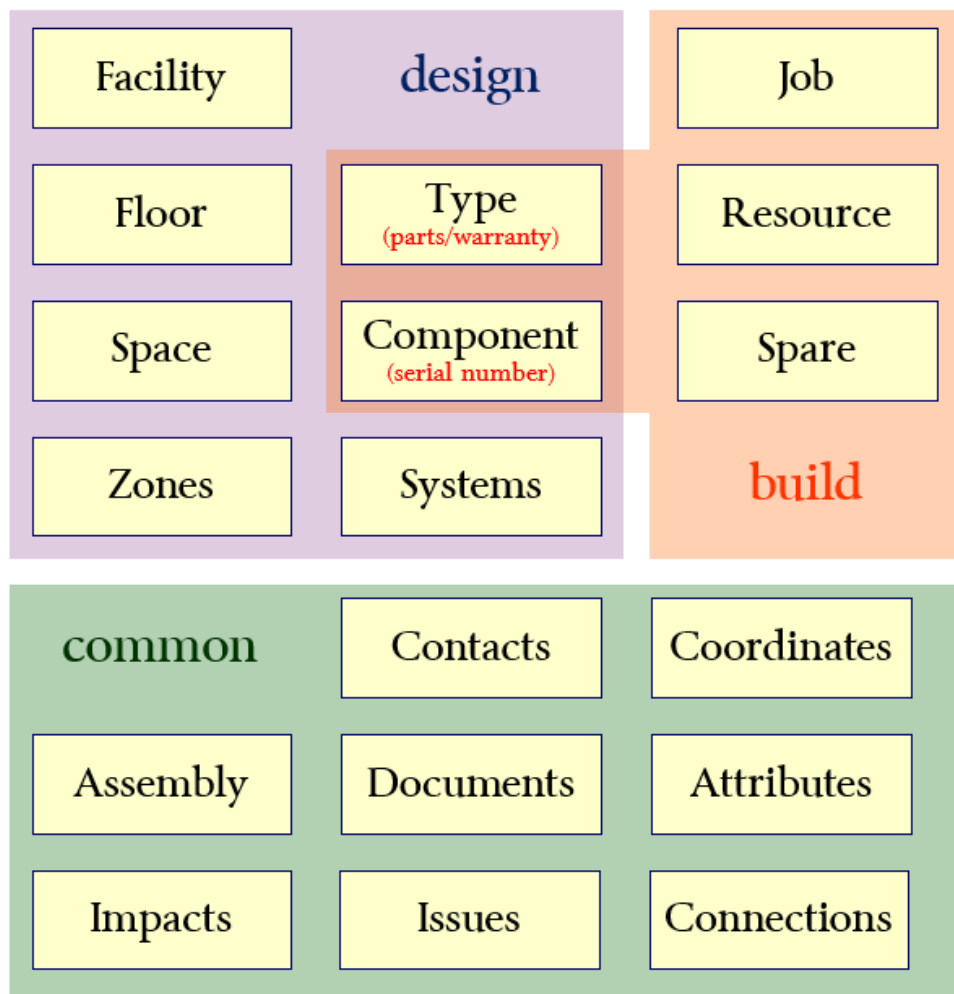 Facility
design
Job
Floor
Type
(parts/warranty)
Resource
Space
Component
(serial number)
Spare
Zones
Systems
build
common
Contacts
Coordinates
Assembly
Documents
Attributes
Impacts
Issues
Connections